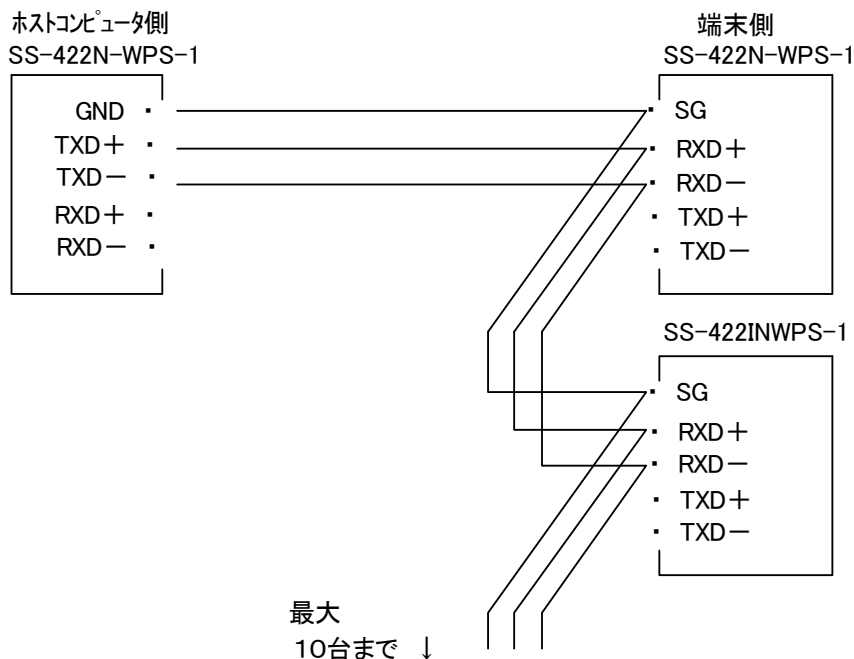 ホストコンピュータ側
SS-422N-WPS-1
GND ・
TXD＋ ・
TXD－ ・
RXD＋ ・
RXD－ ・
端末側
SS-422N-WPS-1
・ SG
・ RXD＋
・ RXD－
・ TXD＋
・ TXD－
SS-422INWPS-1
・ SG
・ RXD＋
・ RXD－
・ TXD＋
・ TXD－
最大
10台まで ↓